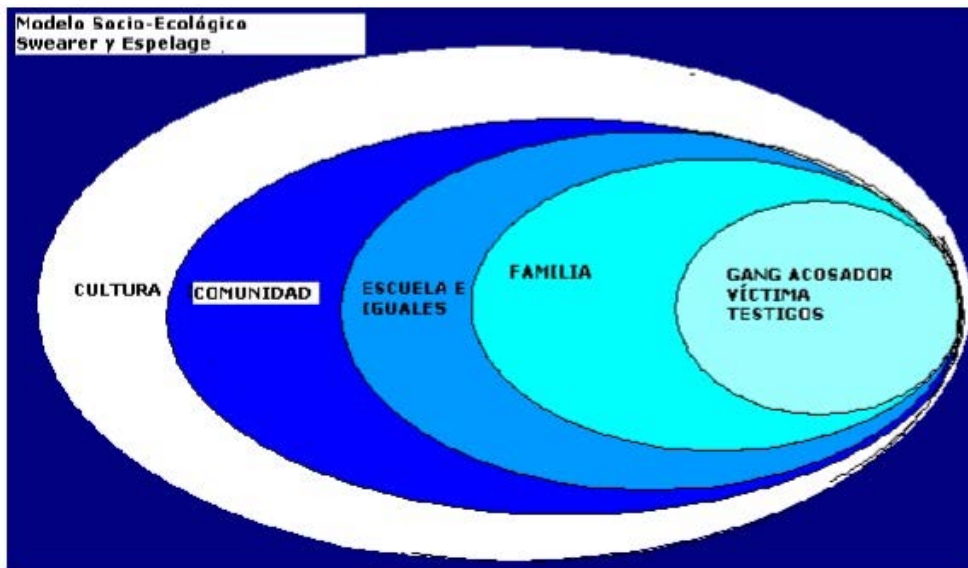 Modelo Socio-Ecológico
Swearer y Espelage
CULTURA
COMUNIDAD
ESCUELA E
IGUALES
FAMILIA
GANG ACOSADOR
VÍCTIMA
TESTIGOS